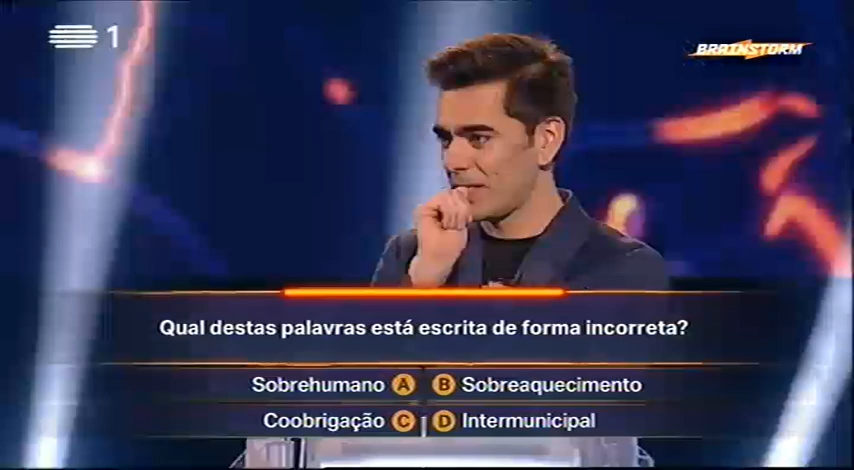 1
BRAINSTORM
Qual destas palavras está escrita de forma incorreta?
Sobrehumano A B Sobreaquecimento
Coobrigação C D Intermunicipal